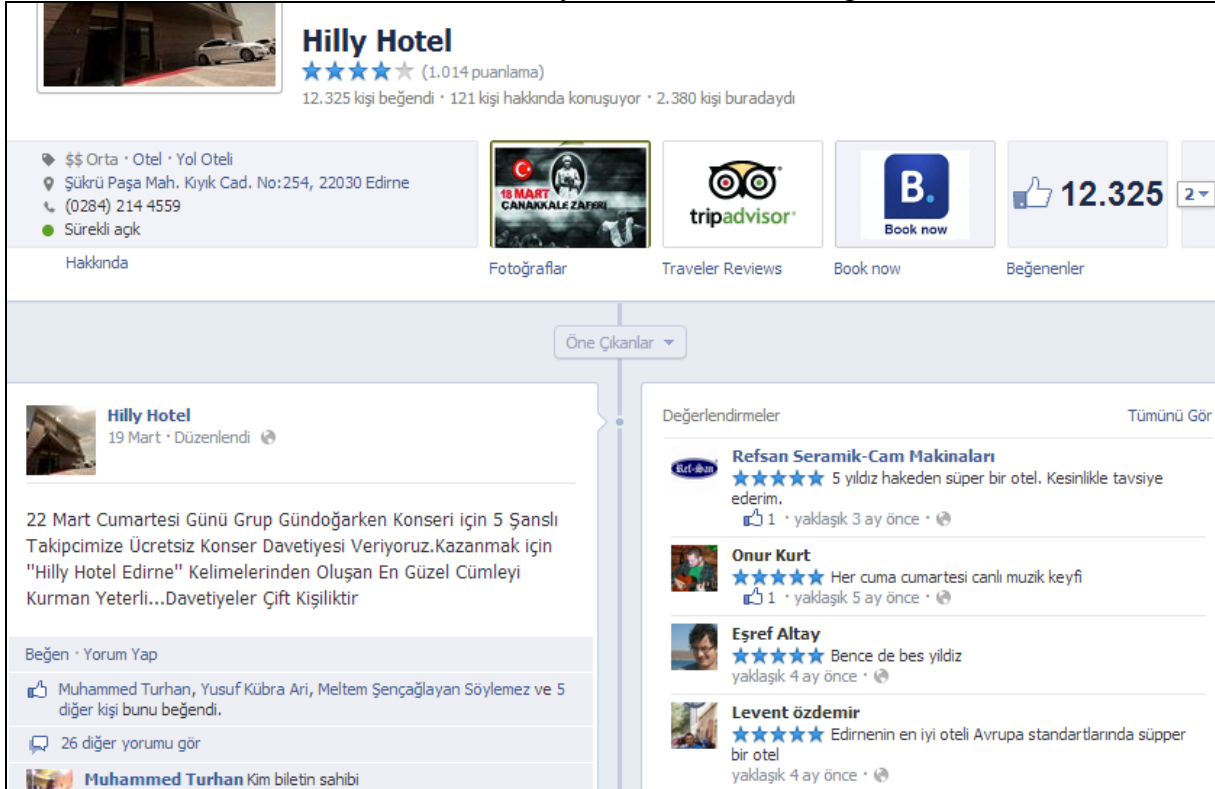 Hilly Hotel
(1.014 puanlama)
12.325 kişi beğendi · 121 kişi hakkında konuşuyor · 2.380 kişi buradaydı
$$ Orta · Otel · Yol Oteli
Şükrü Paşa Mah. Kıyık Cad. No:254, 22030 Edirne
(0284) 214 4559
Sürekli açık
Hakkında
18 MART
ÇANAKKALE ZAFERİ
Fotoğraflar
tripadvisor
Traveler Reviews
B.
Book now
Book now
12.325
Beğenenler
2
Öne Çıkanlar
Hilly Hotel
19 Mart · Düzenlendi
22 Mart Cumartesi Günü Grup Gündoğarken Konseri için 5 Şanslı
Takipcimize Ücretsiz Konser Davetiyesi Veriyoruz.Kazanmak için
"Hilly Hotel Edirne" Kelimelerinden Oluşan En Güzel Cümleyi
Kurman Yeterli...Davetiyeler Çift Kişiliktir
Beğen · Yorum Yap
Muhammed Turhan, Yusuf Kübra Ari, Meltem Şençağlayan Söylemez ve 5
diğer kişi bunu beğendi.
26 diğer yorumu gör
Muhammed Turhan Kim biletin sahibi
Değerlendirmeler
Tümünü Gör
Ref-San
Refsan Seramik-Cam Makinaları
5 yıldız hakeden süper bir otel. Kesinlikle tavsiye
ederim.
1 · yaklaşık 3 ay önce ·
Onur Kurt
Her cuma cumartesi canlı muzik keyfi
1 · yaklaşık 5 ay önce ·
Eşref Altay
Bence de bes yildiz
yaklaşık 4 ay önce ·
Levent özdemir
Edirnenin en iyi oteli Avrupa standartlarında süpper
bir otel
yaklaşık 4 ay önce ·